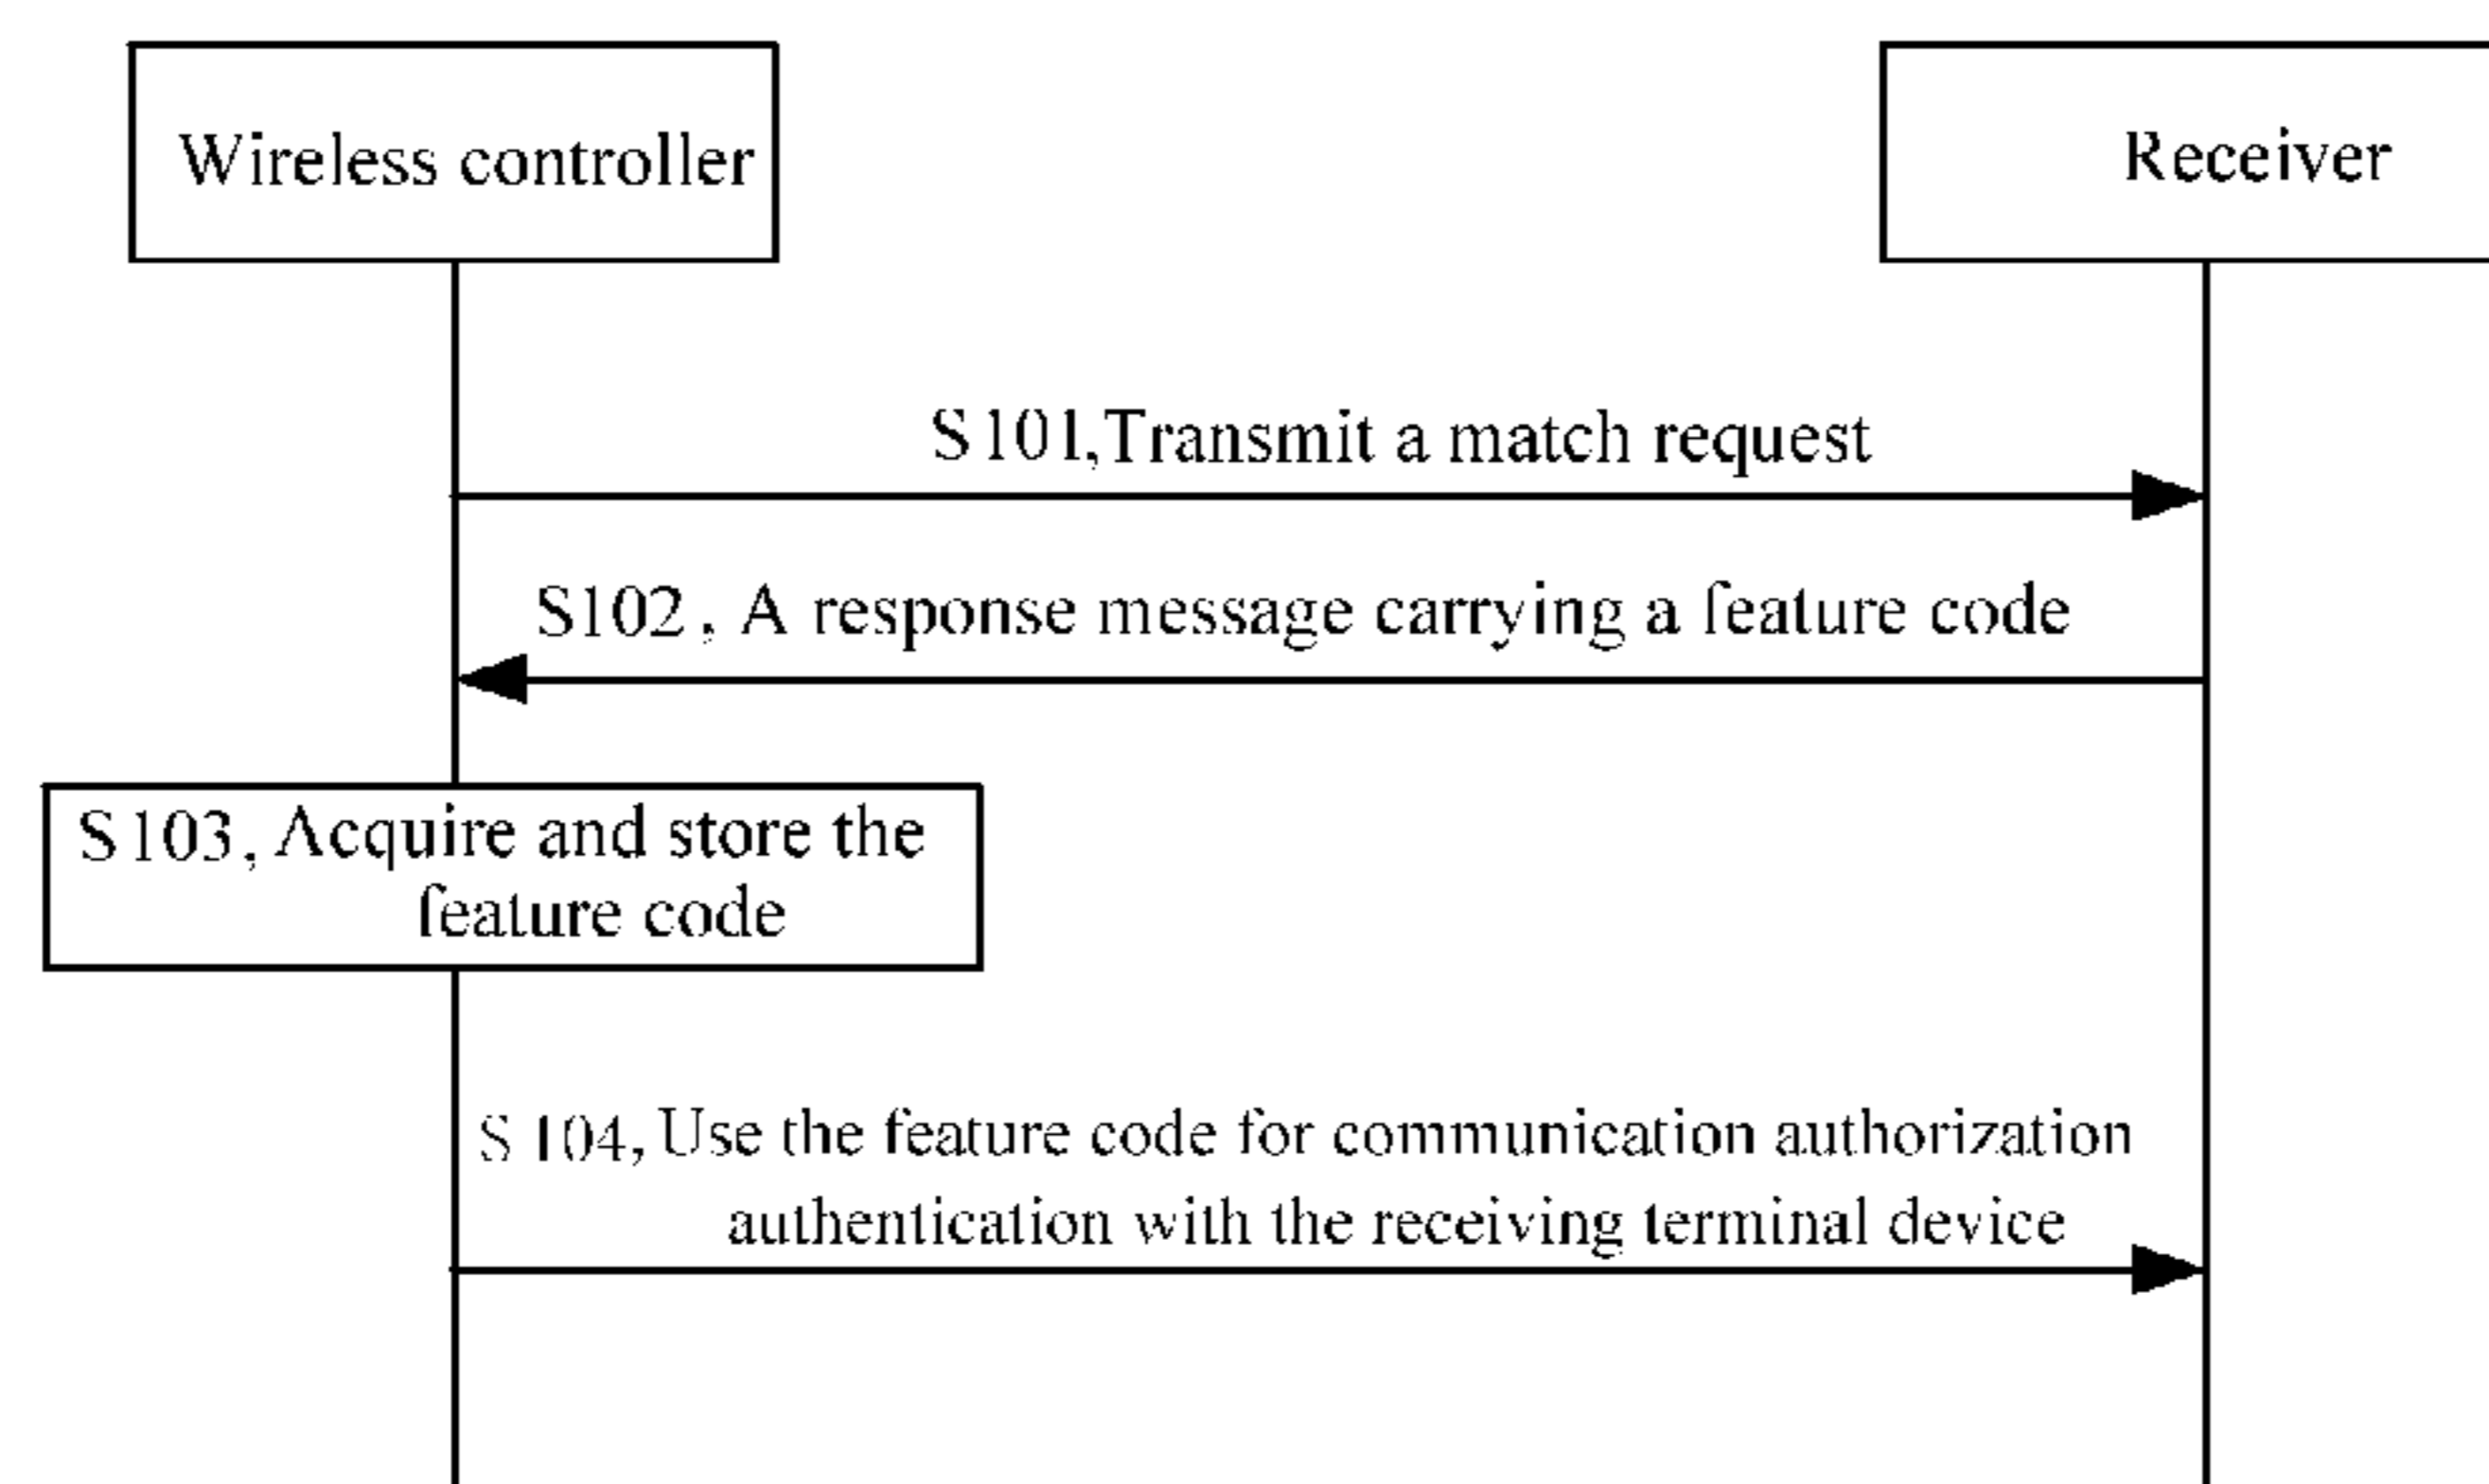 Wireless controller
Receiver
S101,Transmit a match request
S102, A response message carrying a feature code
S103, Acquire and store the
feature code
S104, Use the feature code for communication authorization
authentication with the receiving terminal device